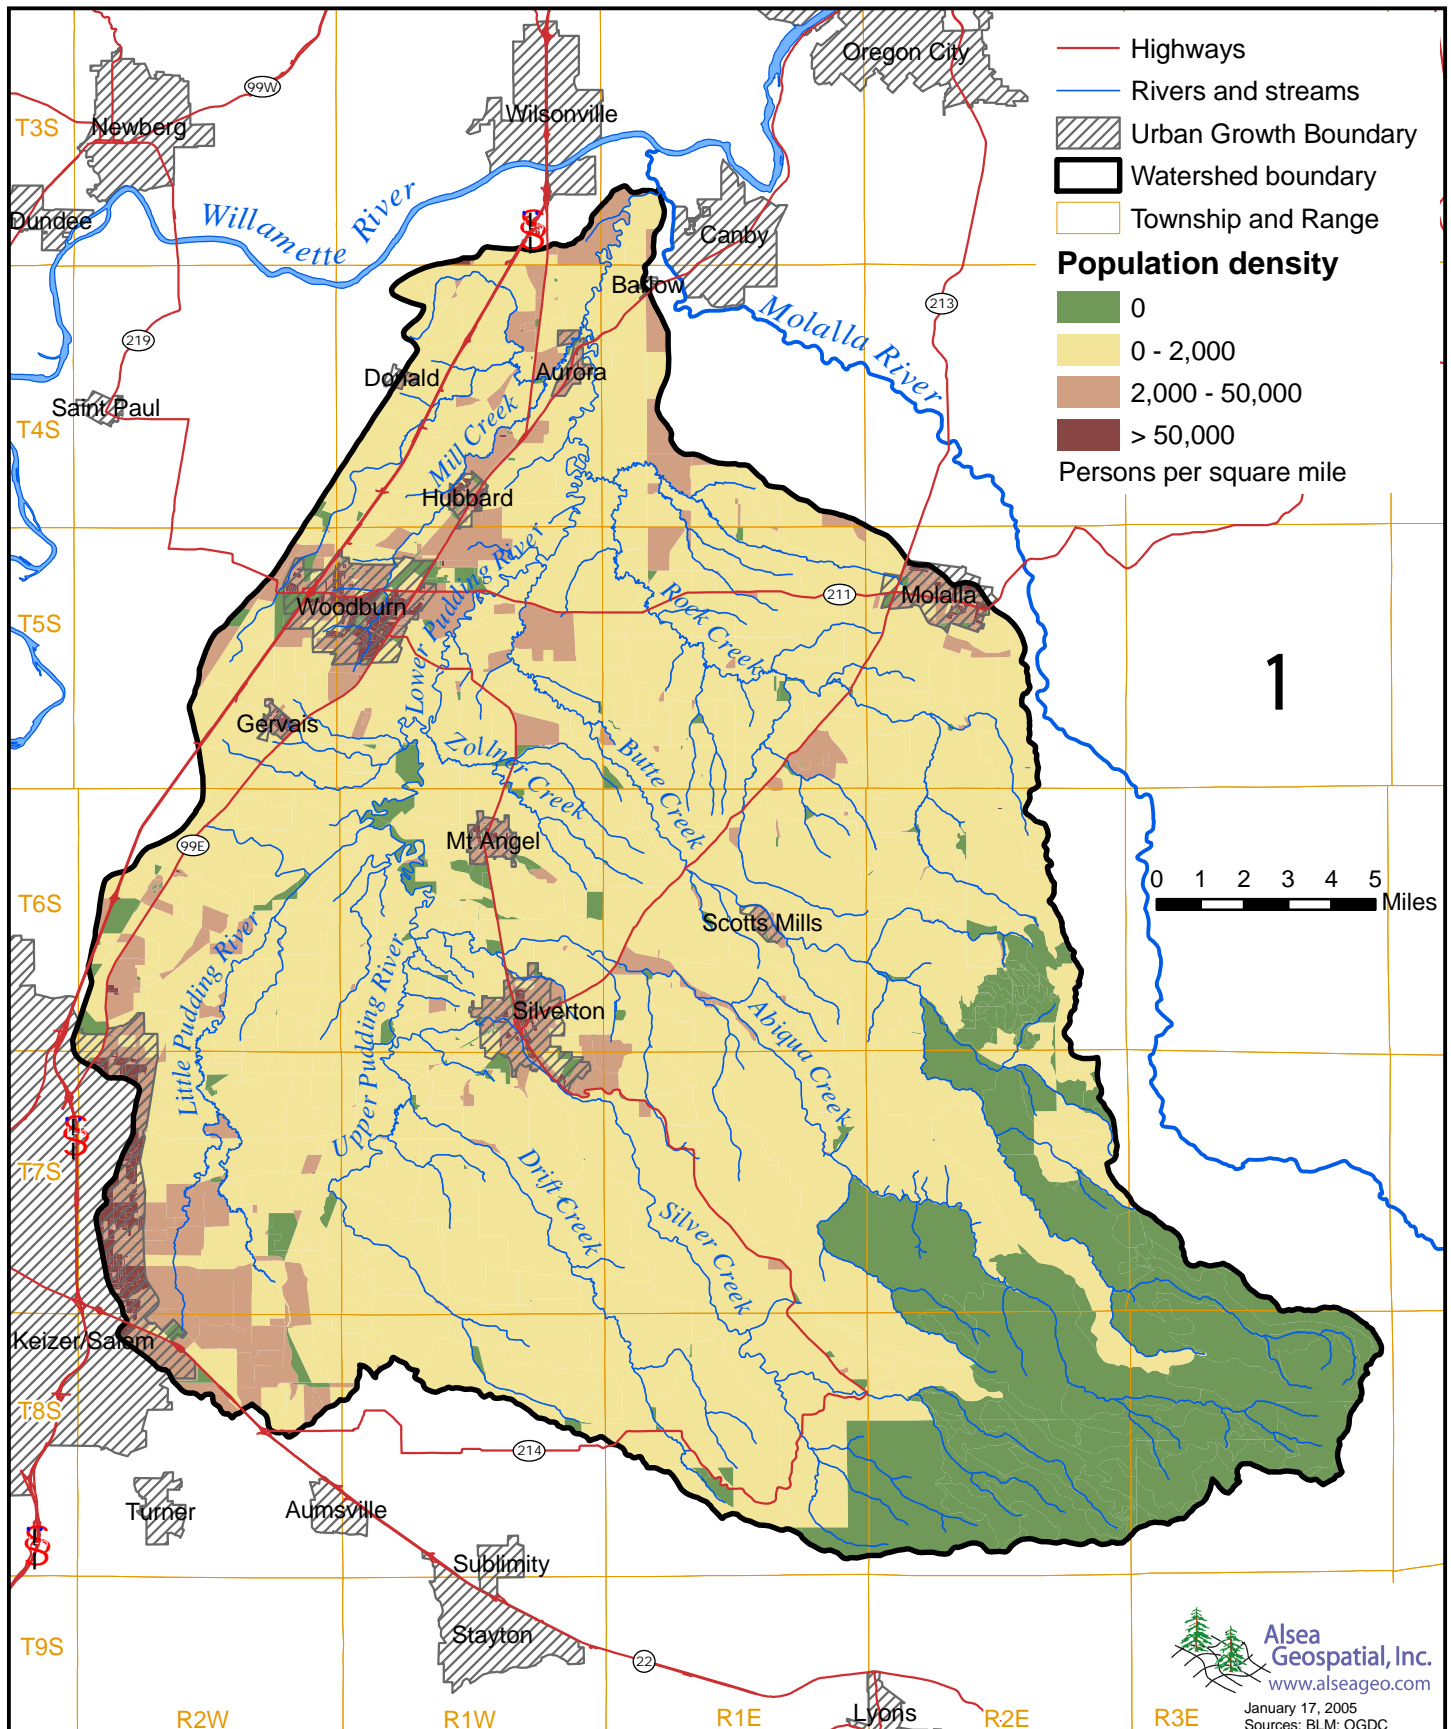 Oregon City
Highways
Rivers and streams
Urban Growth Boundary
Watershed boundary
Township and Range
Population density
0
0 - 2,000
2,000 - 50,000
> 50,000
Persons per square mile
99W
Wilsonville
T3S
Newberg
Dundee
Willamette River
Canby
Barlow
Molalla River
213
219
Donald
Aurora
Saint Paul
T4S
Mill Creek
Hubbard
Lower Pudding River
Rock Creek
211
Molalla
Woodburn
T5S
1
Gervais
Zollner Creek
Butte Creek
Mt Angel
99E
0 1 2 3 4 5
Miles
T6S
Scotts Mills
Little Pudding River
Upper Pudding River
Silverton
Abiqua Creek
T7S
Drift Creek
Silver Creek
Keizer/Salem
T8S
214
Turner
Aumsville
Sublimity
Stayton
T9S
22
Lyons
R2W
R1W
R1E
R2E
R3E
Alsea
Geospatial, Inc.
www.alseageo.com
January 17, 2005
Sources: BLM; OGDC